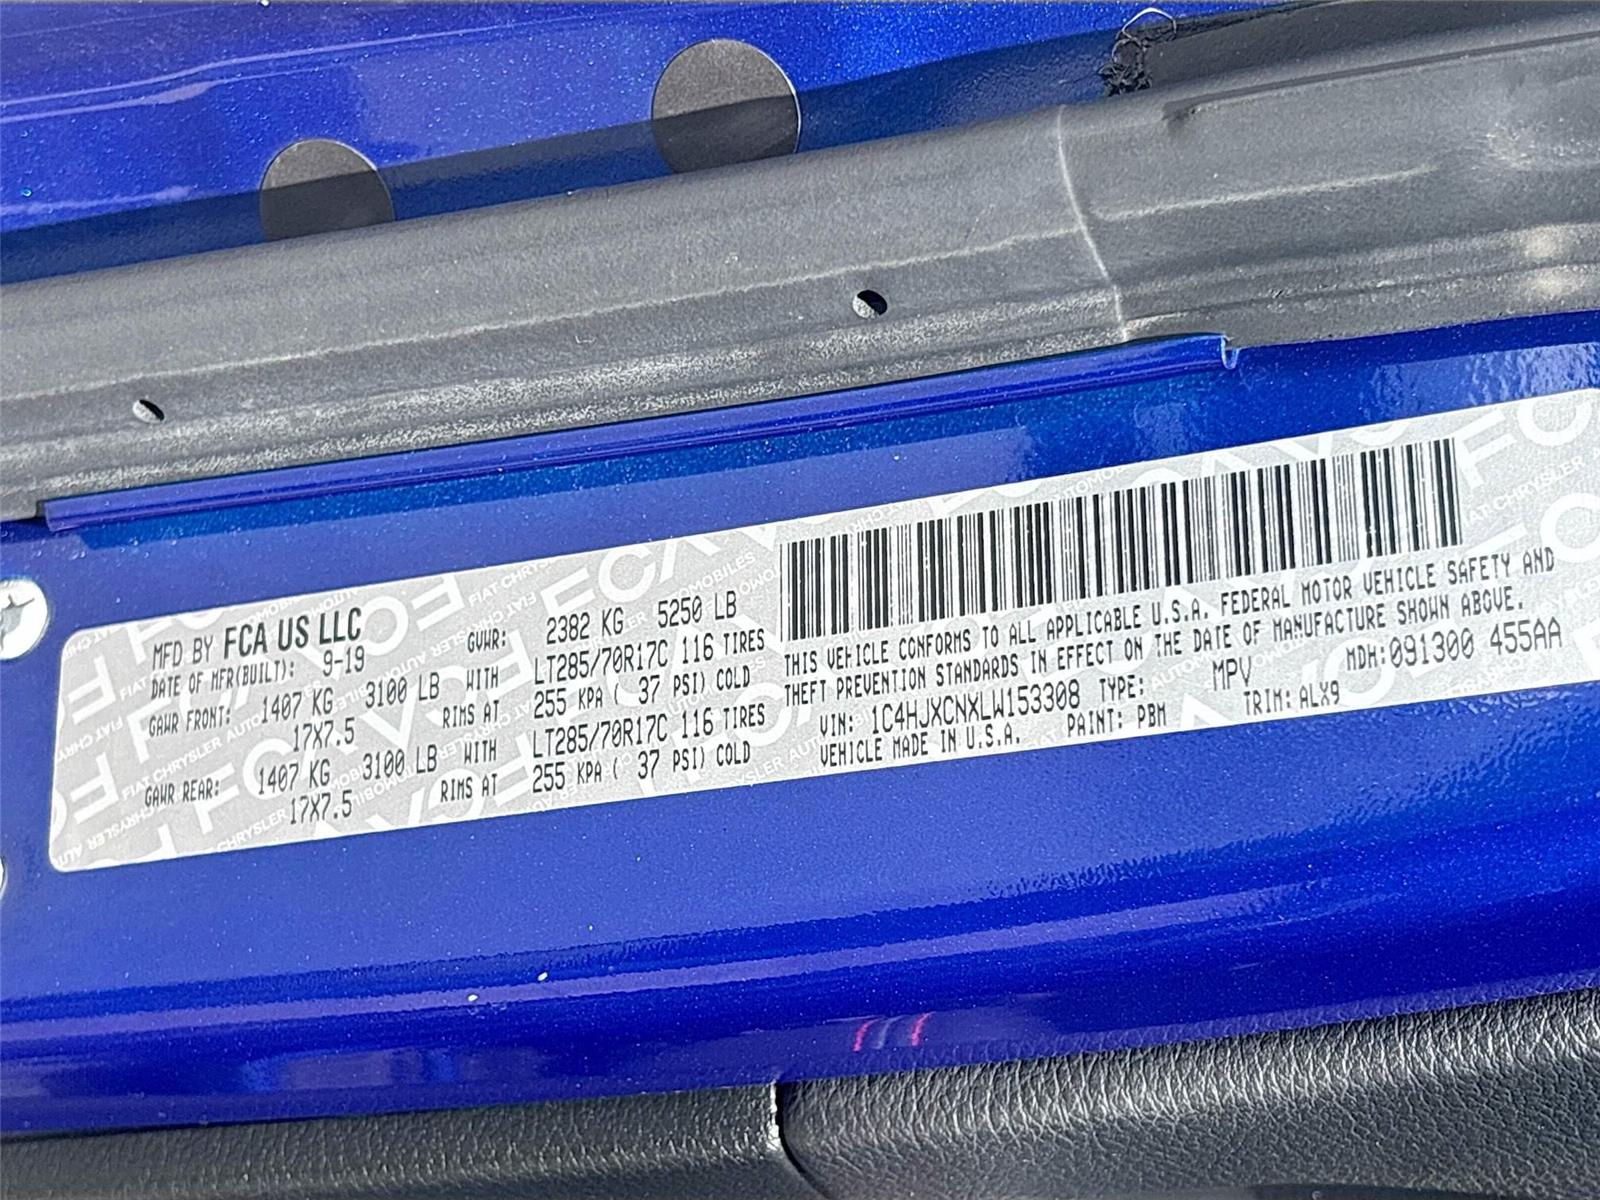 MFD BY FCA US LLC
DATE OF MFR(BUILT): 9-19
GVWR: 2382 KG 5250 LB
GAWR FRONT: 1407 KG 3100 LB WITH LT285/70R17C 116 TIRES
17X7.5 RIMS AT 255 KPA ( 37 PSI) COLD
GAWR REAR: 1407 KG 3100 LB WITH LT285/70R17C 116 TIRES
17X7.5 RIMS AT 255 KPA ( 37 PSI) COLD
THIS VEHICLE CONFORMS TO ALL APPLICABLE U.S.A. FEDERAL MOTOR VEHICLE SAFETY AND
THEFT PREVENTION STANDARDS IN EFFECT ON THE DATE OF MANUFACTURE SHOWN ABOVE.
VIN: 1C4HJXCNXLW153308 TYPE: MPV MDH:091300 455AA
VEHICLE MADE IN U.S.A. PAINT: PBM TRIM:ALX9